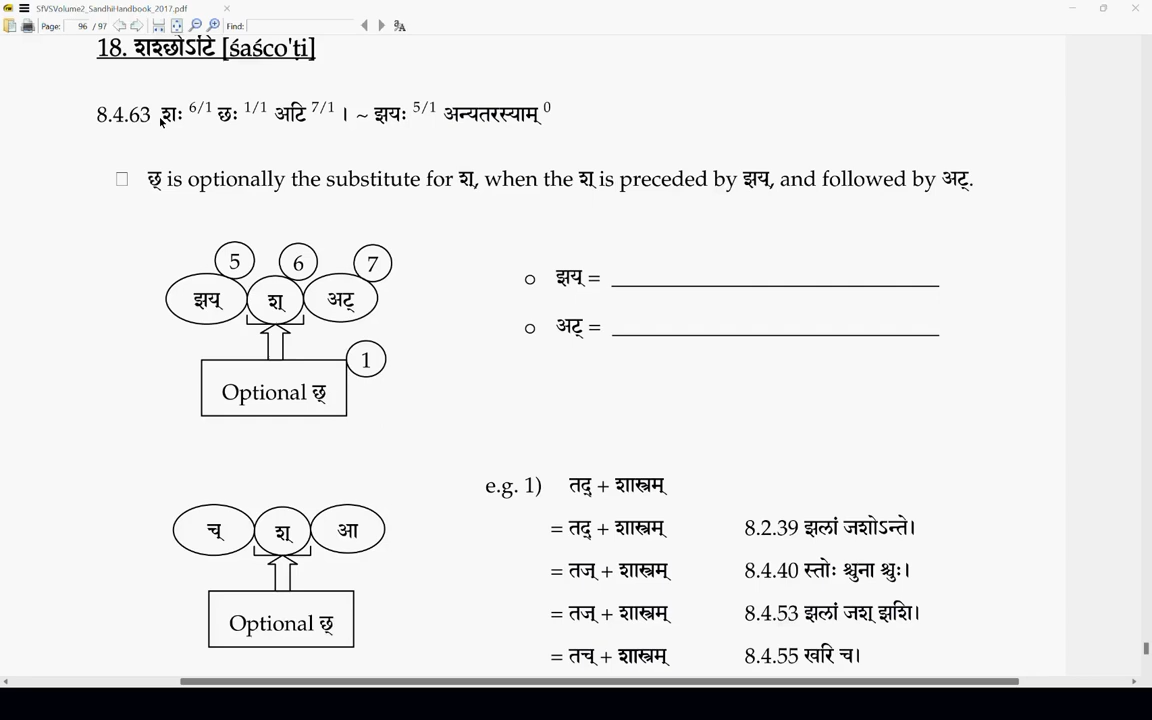 SfVSVolume2_SandhiHandbook_2017.pdf
Page: 96 / 97 Find:
18. शश्छोऽटि [śaśco'ṭi]
8.4.63 शः 6/1 छः 1/1 अटि 7/1 । ~ झयः 5/1 अन्यतरस्याम् 0
छ् is optionally the substitute for श्, when the श् is preceded by झय्, and followed by अट्.
5 6 7
झय् श् अट्
1
Optional छ्
झय् =
अट् =
च् श् आ
Optional छ्
e.g. 1) तद् + शास्त्रम्
= तद् + शास्त्रम् 8.2.39 झलां जशोऽन्ते।
= तज् + शास्त्रम् 8.4.40 स्तोः श्चुना श्चुः।
= तज् + शास्त्रम् 8.4.53 झलां जश् झशि।
= तच् + शास्त्रम् 8.4.55 खरि च।